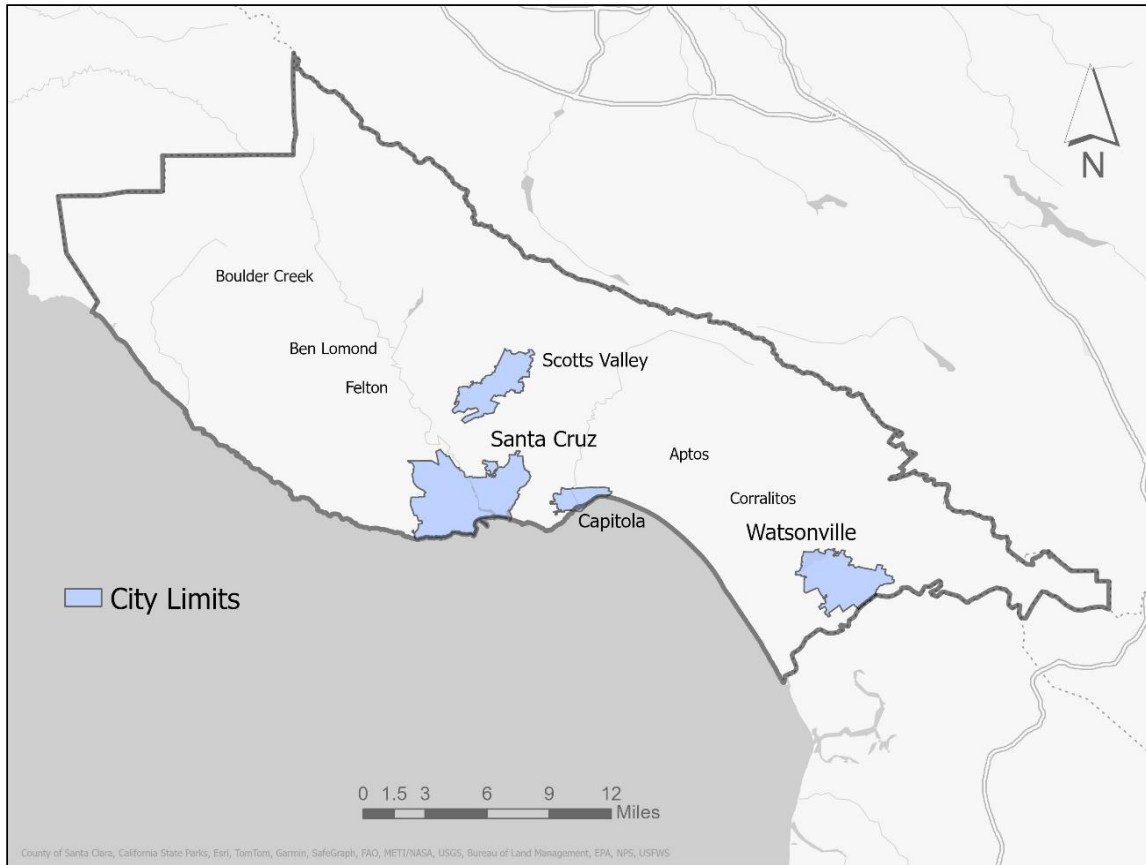 N
Boulder Creek
Ben Lomond
Scotts Valley
Felton
Santa Cruz
Aptos
Corralitos
Capitola
Watsonville
City Limits
0 1.5 3 6 9 12
Miles
County of Santa Clara, California State Parks, Esri, TomTom, Garmin, SafeGraph, FAO, METI/NASA, USGS, Bureau of Land Management, EPA, NPS, USFWS